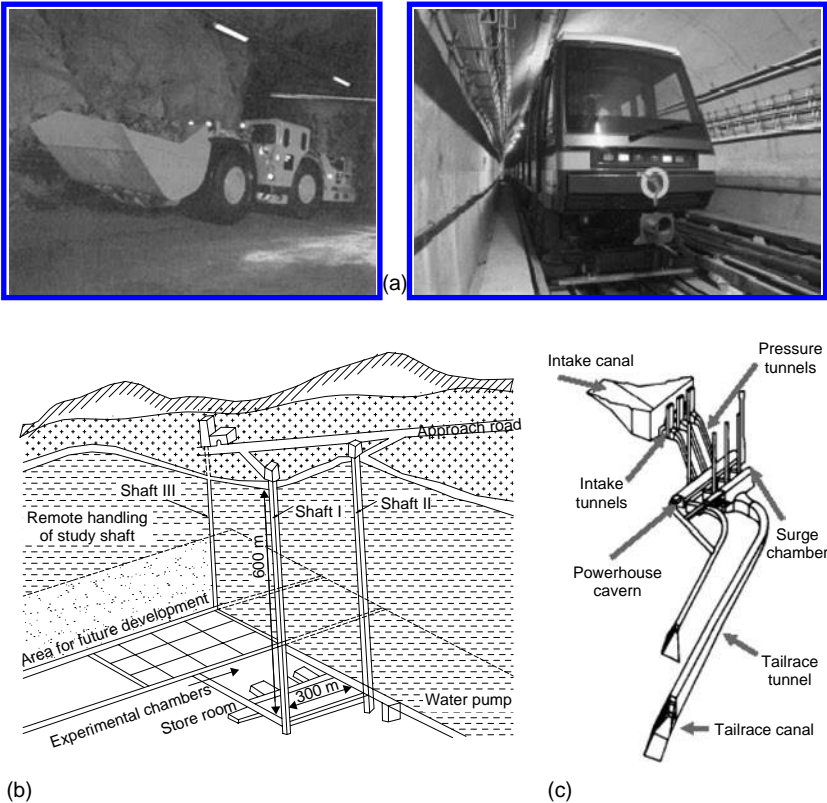 (a)
Approach road
Shaft III
Shaft I
Shaft II
Remote handling
of study shaft
600 m
Area for future development
Experimental chambers
Store room
300 m
Water pump
(b)
Intake canal
Pressure
tunnels
Intake
tunnels
Surge
chamber
Powerhouse
cavern
Tailrace
tunnel
Tailrace canal
(c)